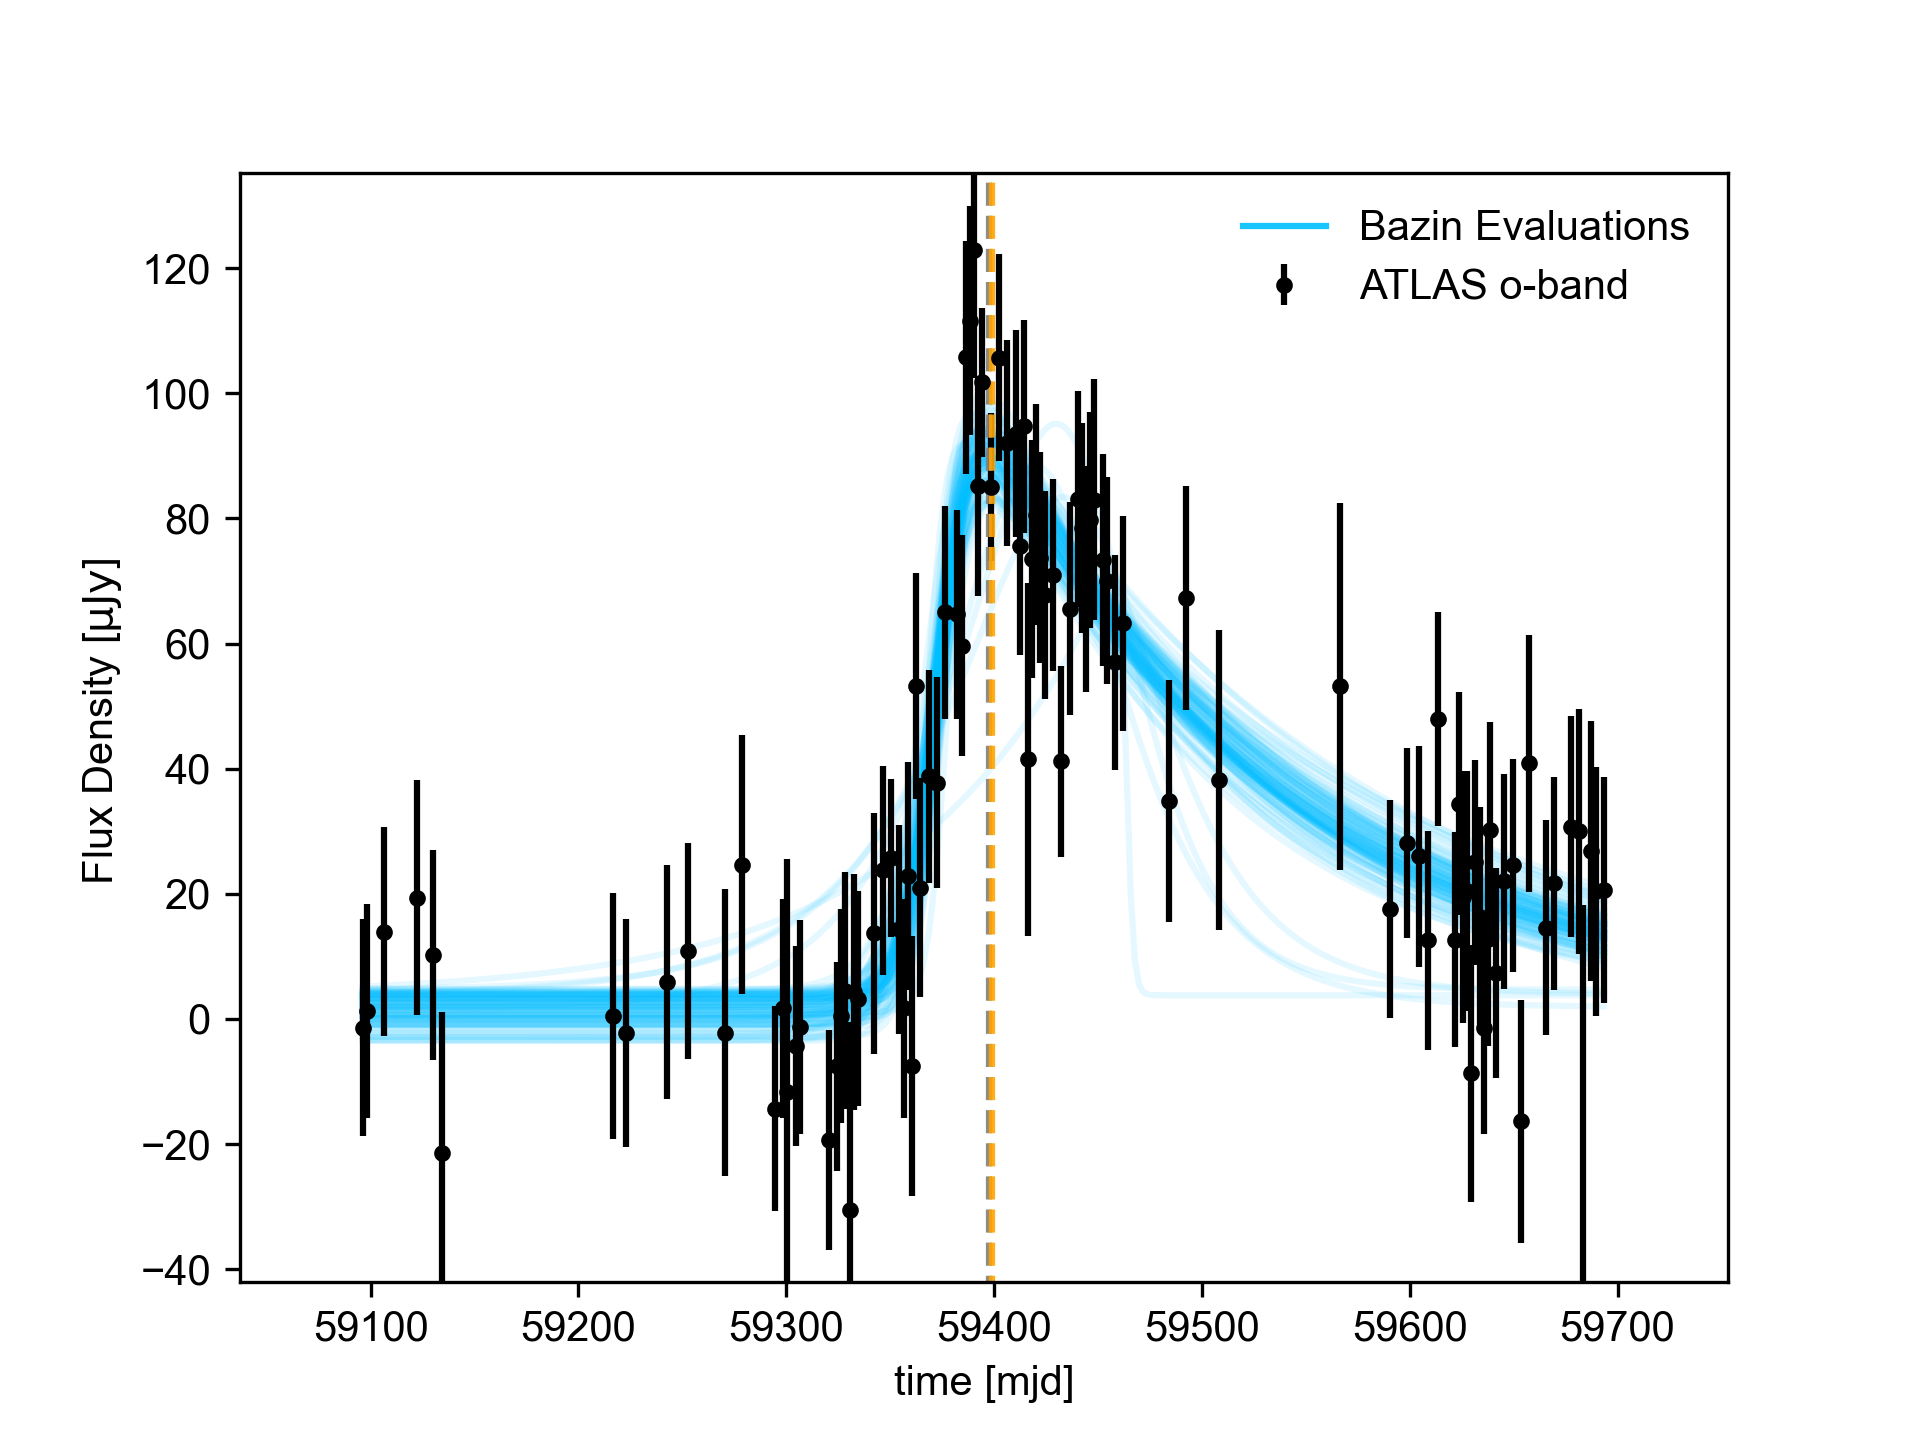 Bazin Evaluations
ATLAS o-band
120
100
80
60
40
20
0
−20
−40
Flux Density [µJy]
59100 59200 59300 59400 59500 59600 59700
time [mjd]